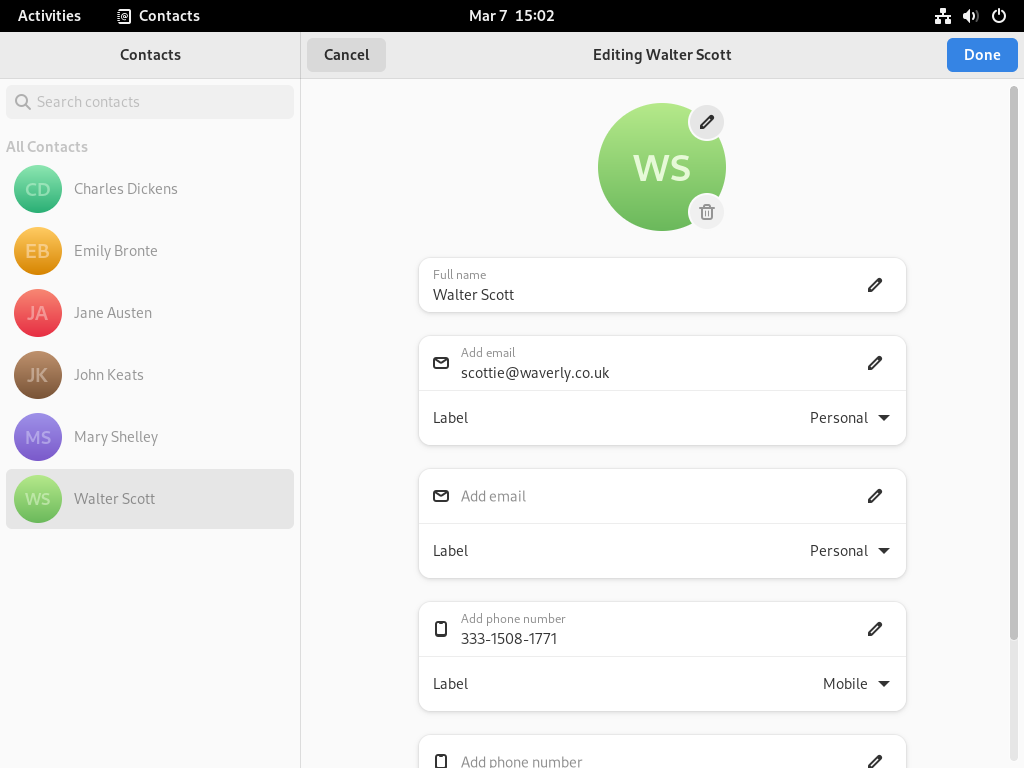 Activities
Contacts
Mar 7 15:02
Contacts
Cancel
Editing Walter Scott
Done
Search contacts
All Contacts
CD
Charles Dickens
EB
Emily Bronte
JA
Jane Austen
JK
John Keats
MS
Mary Shelley
WS
Walter Scott
WS
Full name
Walter Scott
Add email
scottie@waverly.co.uk
Label
Personal
Add email
Label
Personal
Add phone number
333-1508-1771
Label
Mobile
Add phone number